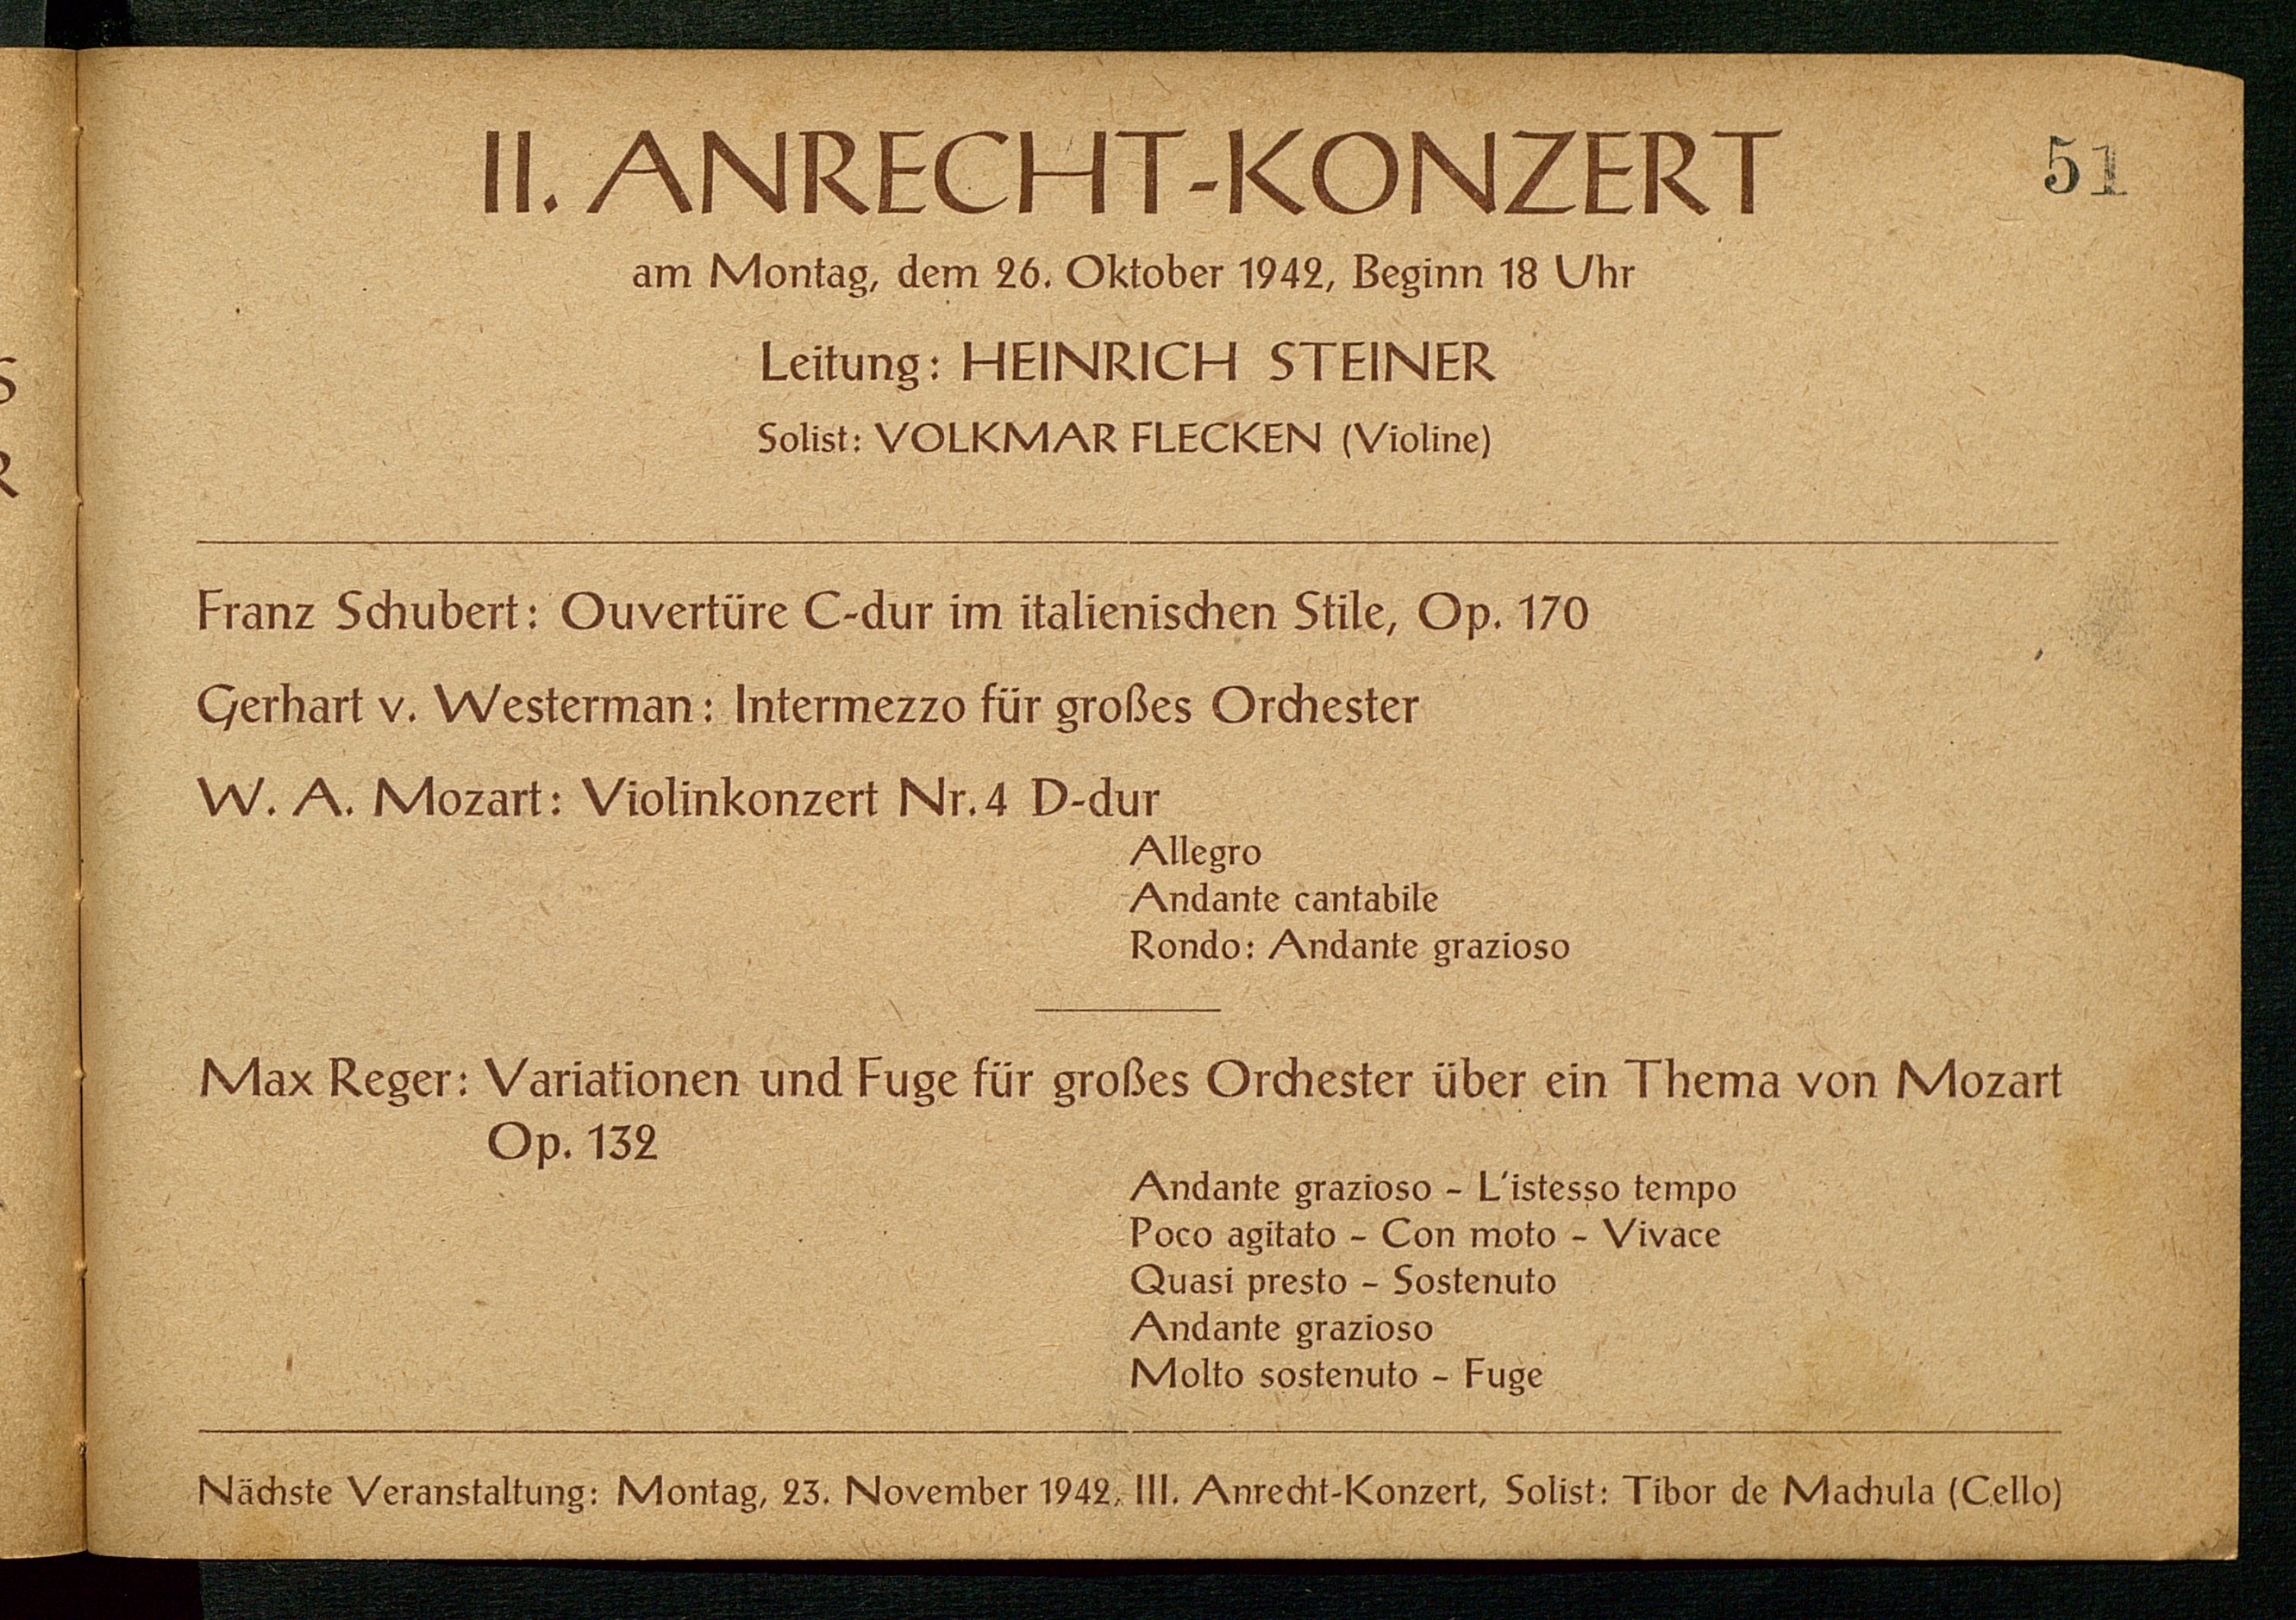 II. ANRECHT-KONZERT
51
am Montag, dem 26. Oktober 1942, Beginn 18 Uhr
Leitung: HEINRICH STEINER
Solist: VOLKMAR FLECKEN (Violine)
Franz Schubert: Ouvertüre C-dur im italienischen Stile, Op. 170
Gerhart v. Westerman: Intermezzo für großes Orchester
W. A. Mozart: Violinkonzert Nr. 4 D-dur
Allegro
Andante cantabile
Rondo: Andante grazioso
Max Reger: Variationen und Fuge für großes Orchester über ein Thema von Mozart
Op. 132
Andante grazioso – L'istesso tempo
Poco agitato – Con moto – Vivace
Quasi presto – Sostenuto
Andante grazioso
Molto sostenuto – Fuge
Nächste Veranstaltung: Montag, 23. November 1942, III. Anrecht-Konzert, Solist: Tibor de Machula (Cello)